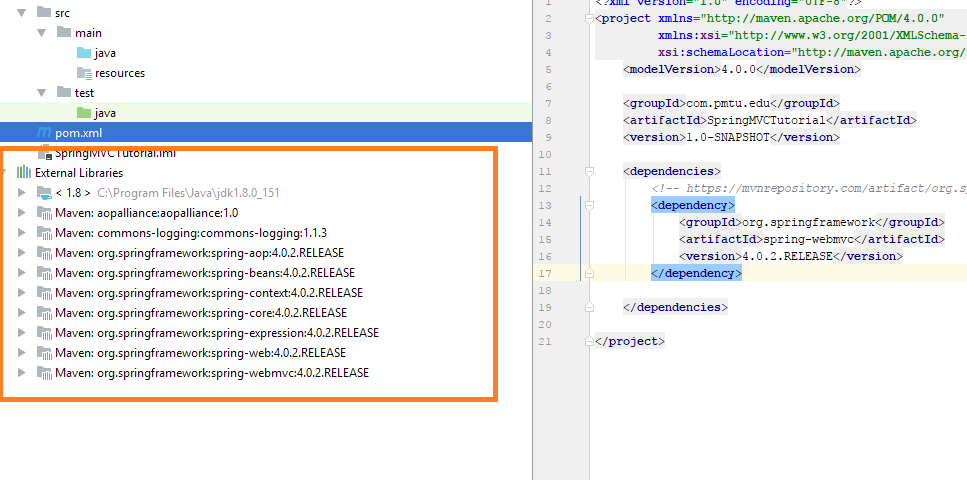 src
main
java
resources
test
java
pom.xml
SpringMVCTutorial.iml
External Libraries
< 1.8 > C:\Program Files\Java\jdk1.8.0_151
Maven: aopalliance:aopalliance:1.0
Maven: commons-logging:commons-logging:1.1.3
Maven: org.springframework:spring-aop:4.0.2.RELEASE
Maven: org.springframework:spring-beans:4.0.2.RELEASE
Maven: org.springframework:spring-context:4.0.2.RELEASE
Maven: org.springframework:spring-core:4.0.2.RELEASE
Maven: org.springframework:spring-expression:4.0.2.RELEASE
Maven: org.springframework:spring-web:4.0.2.RELEASE
Maven: org.springframework:spring-webmvc:4.0.2.RELEASE
1 <?xml version="1.0" encoding="UTF-8"?>
2 <project xmlns="http://maven.apache.org/POM/4.0.0"
3 xmlns:xsi="http://www.w3.org/2001/XMLSchema-
4 xsi:schemaLocation="http://maven.apache.org/
5 <modelVersion>4.0.0</modelVersion>
6
7 <groupId>com.pmtu.edu</groupId>
8 <artifactId>SpringMVCTutorial</artifactId>
9 <version>1.0-SNAPSHOT</version>
10
11 <dependencies>
12 <!-- https://mvnrepository.com/artifact/org.sp
13 <dependency>
14 <groupId>org.springframework</groupId>
15 <artifactId>spring-webmvc</artifactId>
16 <version>4.0.2.RELEASE</version>
17 </dependency>
18
19 </dependencies>
20
21 </project>